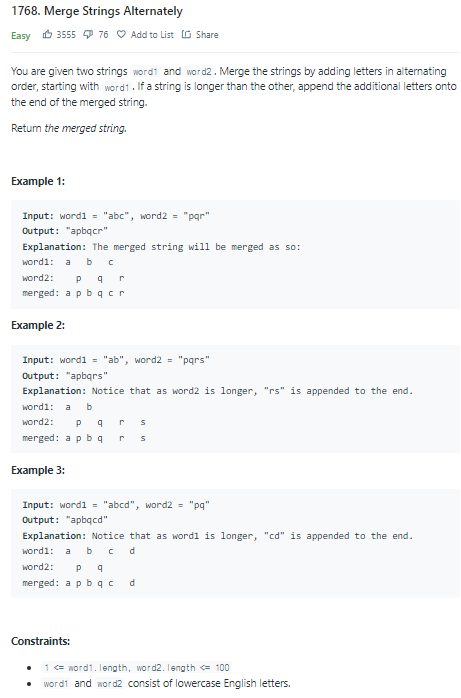 1768. Merge Strings Alternately
Easy 3555 76 Add to List Share
You are given two strings word1 and word2. Merge the strings by adding letters in alternating
order, starting with word1. If a string is longer than the other, append the additional letters onto
the end of the merged string.
Return the merged string.
Example 1:
Input: word1 = "abc", word2 = "pqr"
Output: "apbqcr"
Explanation: The merged string will be merged as so:
word1: a b c
word2: p q r
merged: a p b q c r
Example 2:
Input: word1 = "ab", word2 = "pqrs"
Output: "apbqrs"
Explanation: Notice that as word2 is longer, "rs" is appended to the end.
word1: a b
word2: p q r s
merged: a p b q r s
Example 3:
Input: word1 = "abcd", word2 = "pq"
Output: "apbqcd"
Explanation: Notice that as word1 is longer, "cd" is appended to the end.
word1: a b c d
word2: p q
merged: a p b q c d
Constraints:
• 1 <= word1.length, word2.length <= 100
• word1 and word2 consist of lowercase English letters.